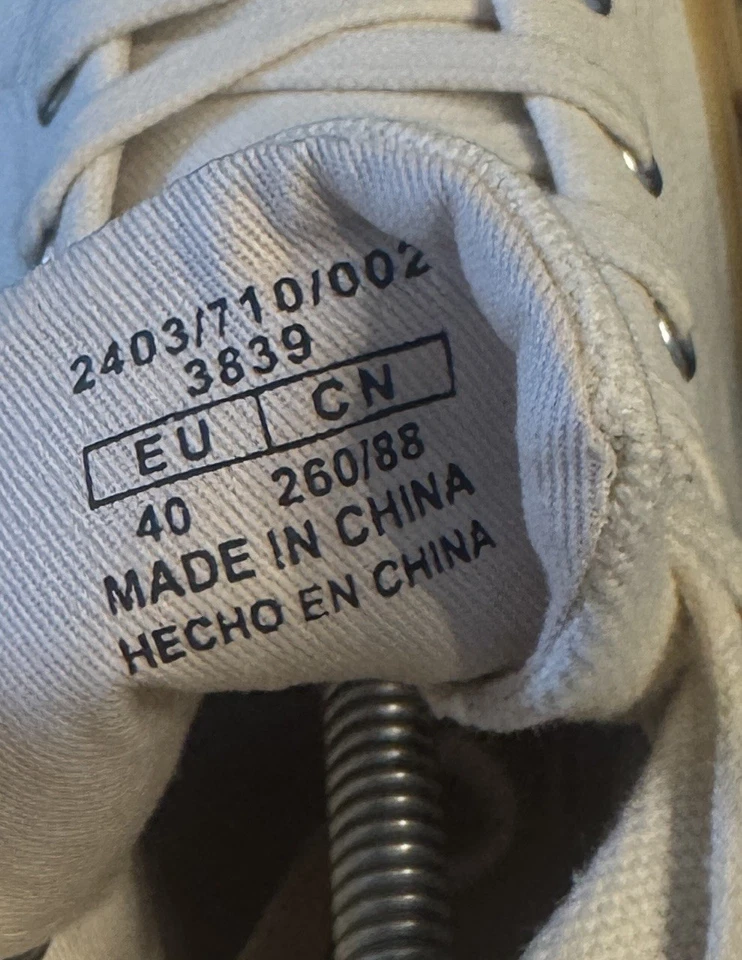 2403/710/002
3839
EU CN
40 260/88
MADE IN CHINA
HECHO EN CHINA